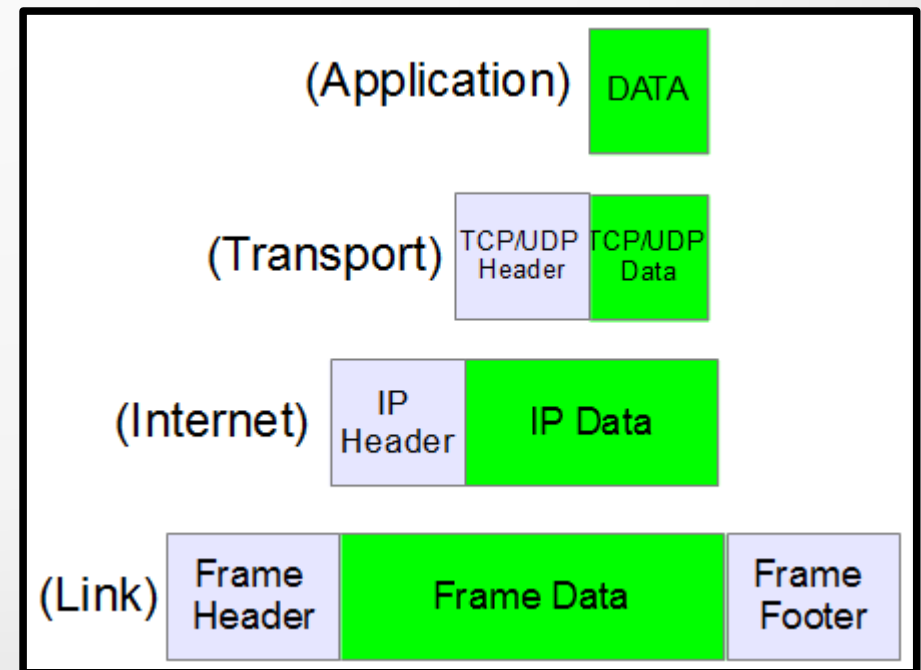 (Application) DATA
(Transport) TCP/UDP Header TCP/UDP Data
(Internet) IP Header IP Data
(Link) Frame Header Frame Data Frame Footer